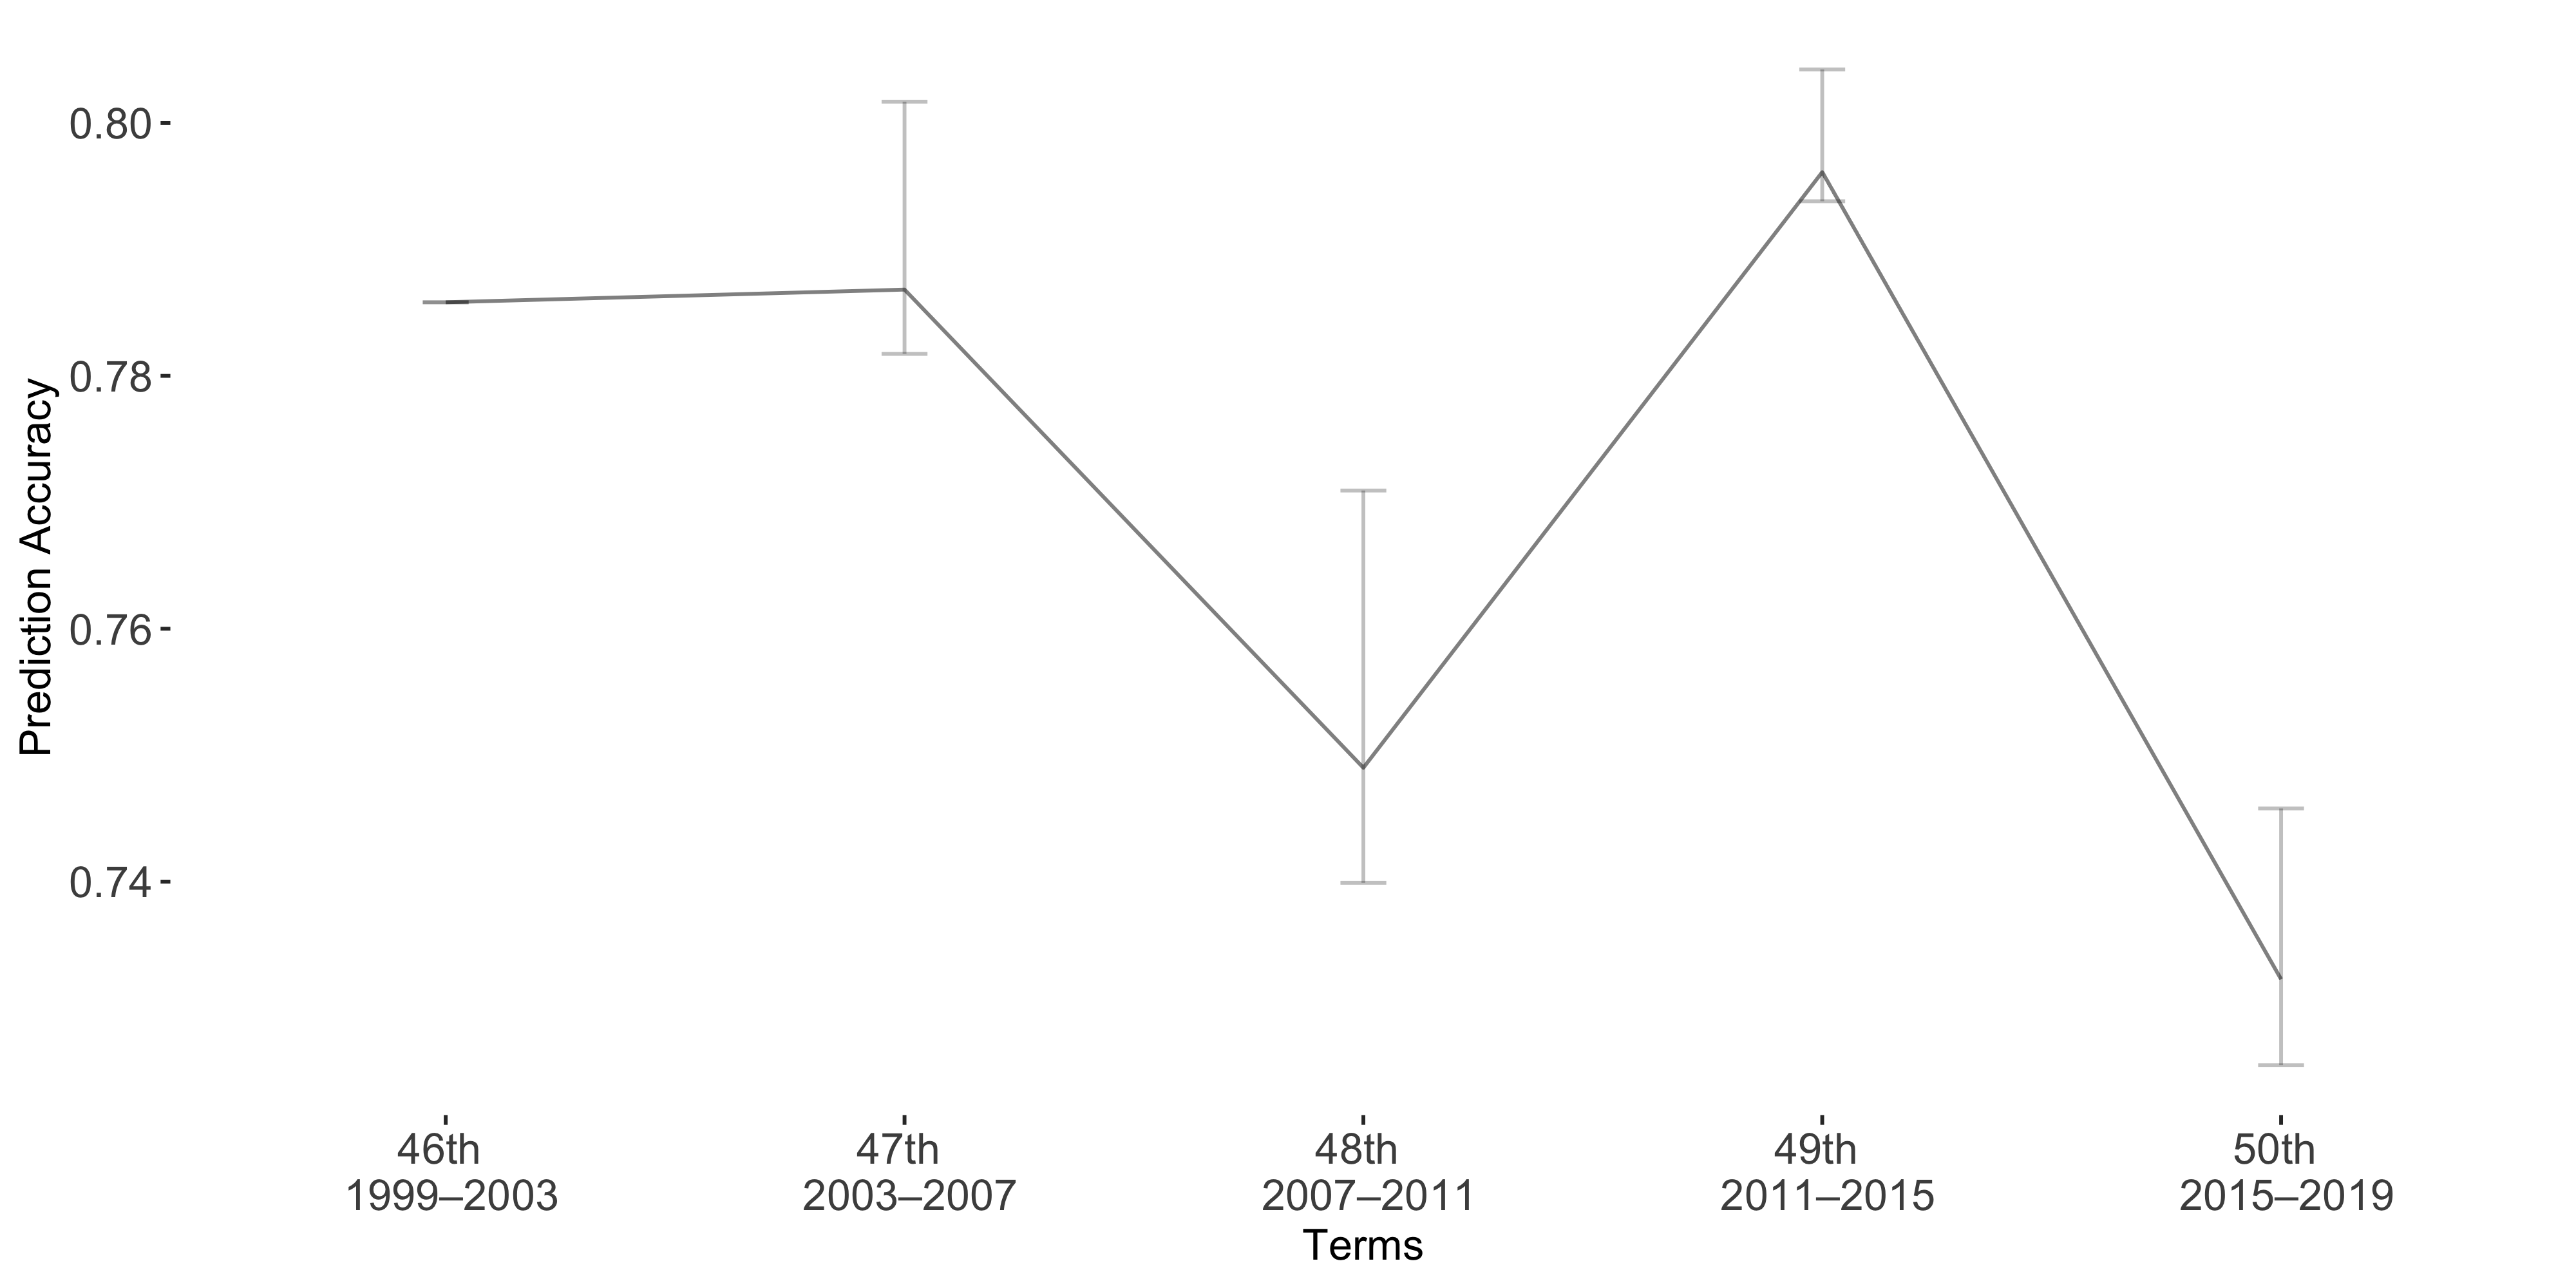 Prediction Accuracy
0.80
0.78
0.76
0.74
46th
1999–2003
47th
2003–2007
48th
2007–2011
49th
2011–2015
50th
2015–2019
Terms